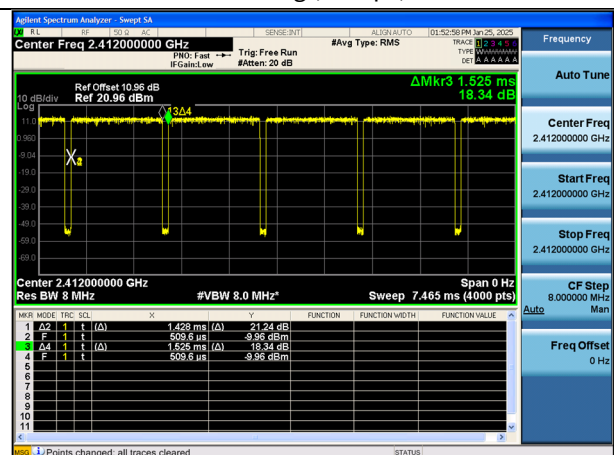 Agilent Spectrum Analyzer - Swept SA
RL RF 50 Ω AC SENSE:INT ALIGN AUTO 01:52:58 PM Jan 25, 2025
Center Freq 2.412000000 GHz
PNO: Fast
IFGain:Low
Trig: Free Run
#Atten: 20 dB
#Avg Type: RMS
TRACE 1 2 3 4 5 6
TYPE
DET A A A A A A
Ref Offset 10.96 dB
Ref 20.96 dBm
10 dB/div
Log
ΔMkr3 1.525 ms
18.34 dB
11.0
0.960
-9.04
-19.0
-29.0
-39.0
-49.0
-59.0
-69.0
Center 2.412000000 GHz
Span 0 Hz
Res BW 8 MHz
#VBW 8.0 MHz*
Sweep 7.465 ms (4000 pts)
MKR MODE TRC SCL X Y FUNCTION FUNCTION WIDTH FUNCTION VALUE
1 Δ2 1 t (Δ) 1.428 ms (Δ) 21.24 dB
2 F 1 t 509.6 µs -9.96 dBm
3 Δ4 1 t (Δ) 1.525 ms (Δ) 18.34 dB
4 F 1 t 509.6 µs -9.96 dBm
5
6
7
8
9
10
11
MSG Points changed; all traces cleared
STATUS
Frequency
Auto Tune
Center Freq
2.412000000 GHz
Start Freq
2.412000000 GHz
Stop Freq
2.412000000 GHz
CF Step
8.000000 MHz
Auto Man
Freq Offset
0 Hz